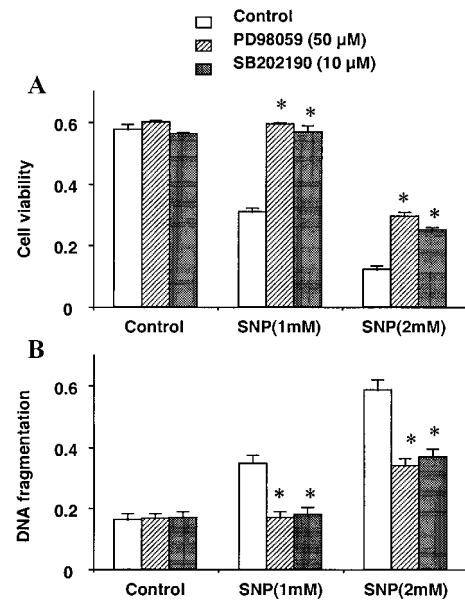 Control
PD98059 (50 µM)
SB202190 (10 µM)
A
Cell viability
0.6
0.4
0.2
0
* *
* *
Control SNP(1mM) SNP(2mM)
B
DNA fragmentation
0.6
0.4
0.2
0
* *
* *
Control SNP(1mM) SNP(2mM)